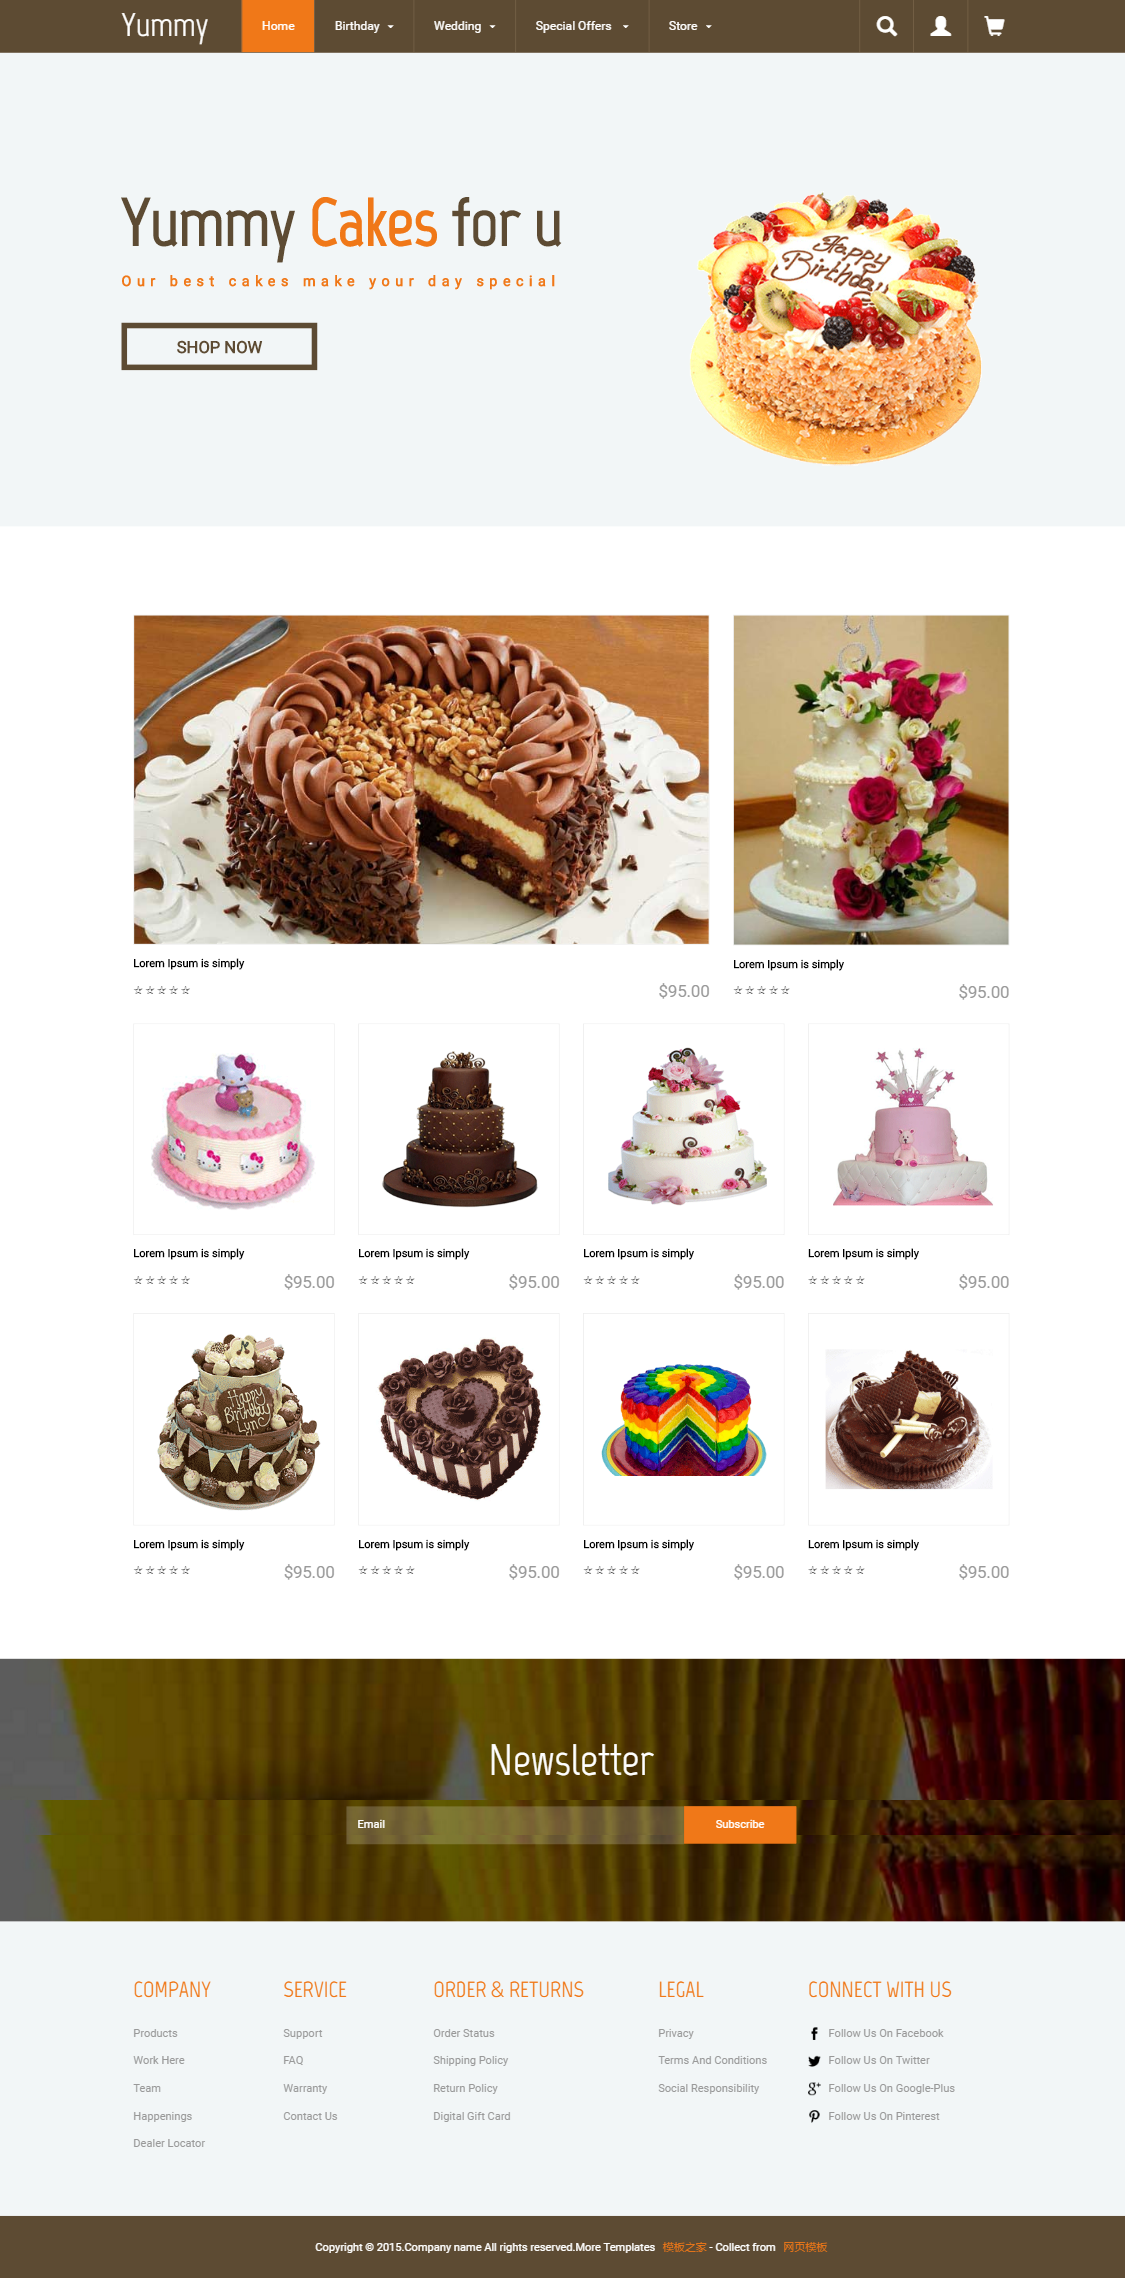 Yummy
Home
Birthday
Wedding
Special Offers
Store
Yummy Cakes for u
Our best cakes make your day special
SHOP NOW
Happy
Birthday
Lorem Ipsum is simply
$95.00
Lorem Ipsum is simply
$95.00
Lorem Ipsum is simply
$95.00
Lorem Ipsum is simply
$95.00
Lorem Ipsum is simply
$95.00
Lorem Ipsum is simply
$95.00
Happy
Birthday
Lync
Lorem Ipsum is simply
$95.00
Lorem Ipsum is simply
$95.00
Lorem Ipsum is simply
$95.00
Lorem Ipsum is simply
$95.00
Newsletter
Email
Subscribe
COMPANY
Products
Work Here
Team
Happenings
Dealer Locator
SERVICE
Support
FAQ
Warranty
Contact Us
ORDER & RETURNS
Order Status
Shipping Policy
Return Policy
Digital Gift Card
LEGAL
Privacy
Terms And Conditions
Social Responsibility
CONNECT WITH US
Follow Us On Facebook
Follow Us On Twitter
Follow Us On Google-Plus
Follow Us On Pinterest
Copyright © 2015.Company name All rights reserved.More Templates 模板之家 - Collect from 网页模板